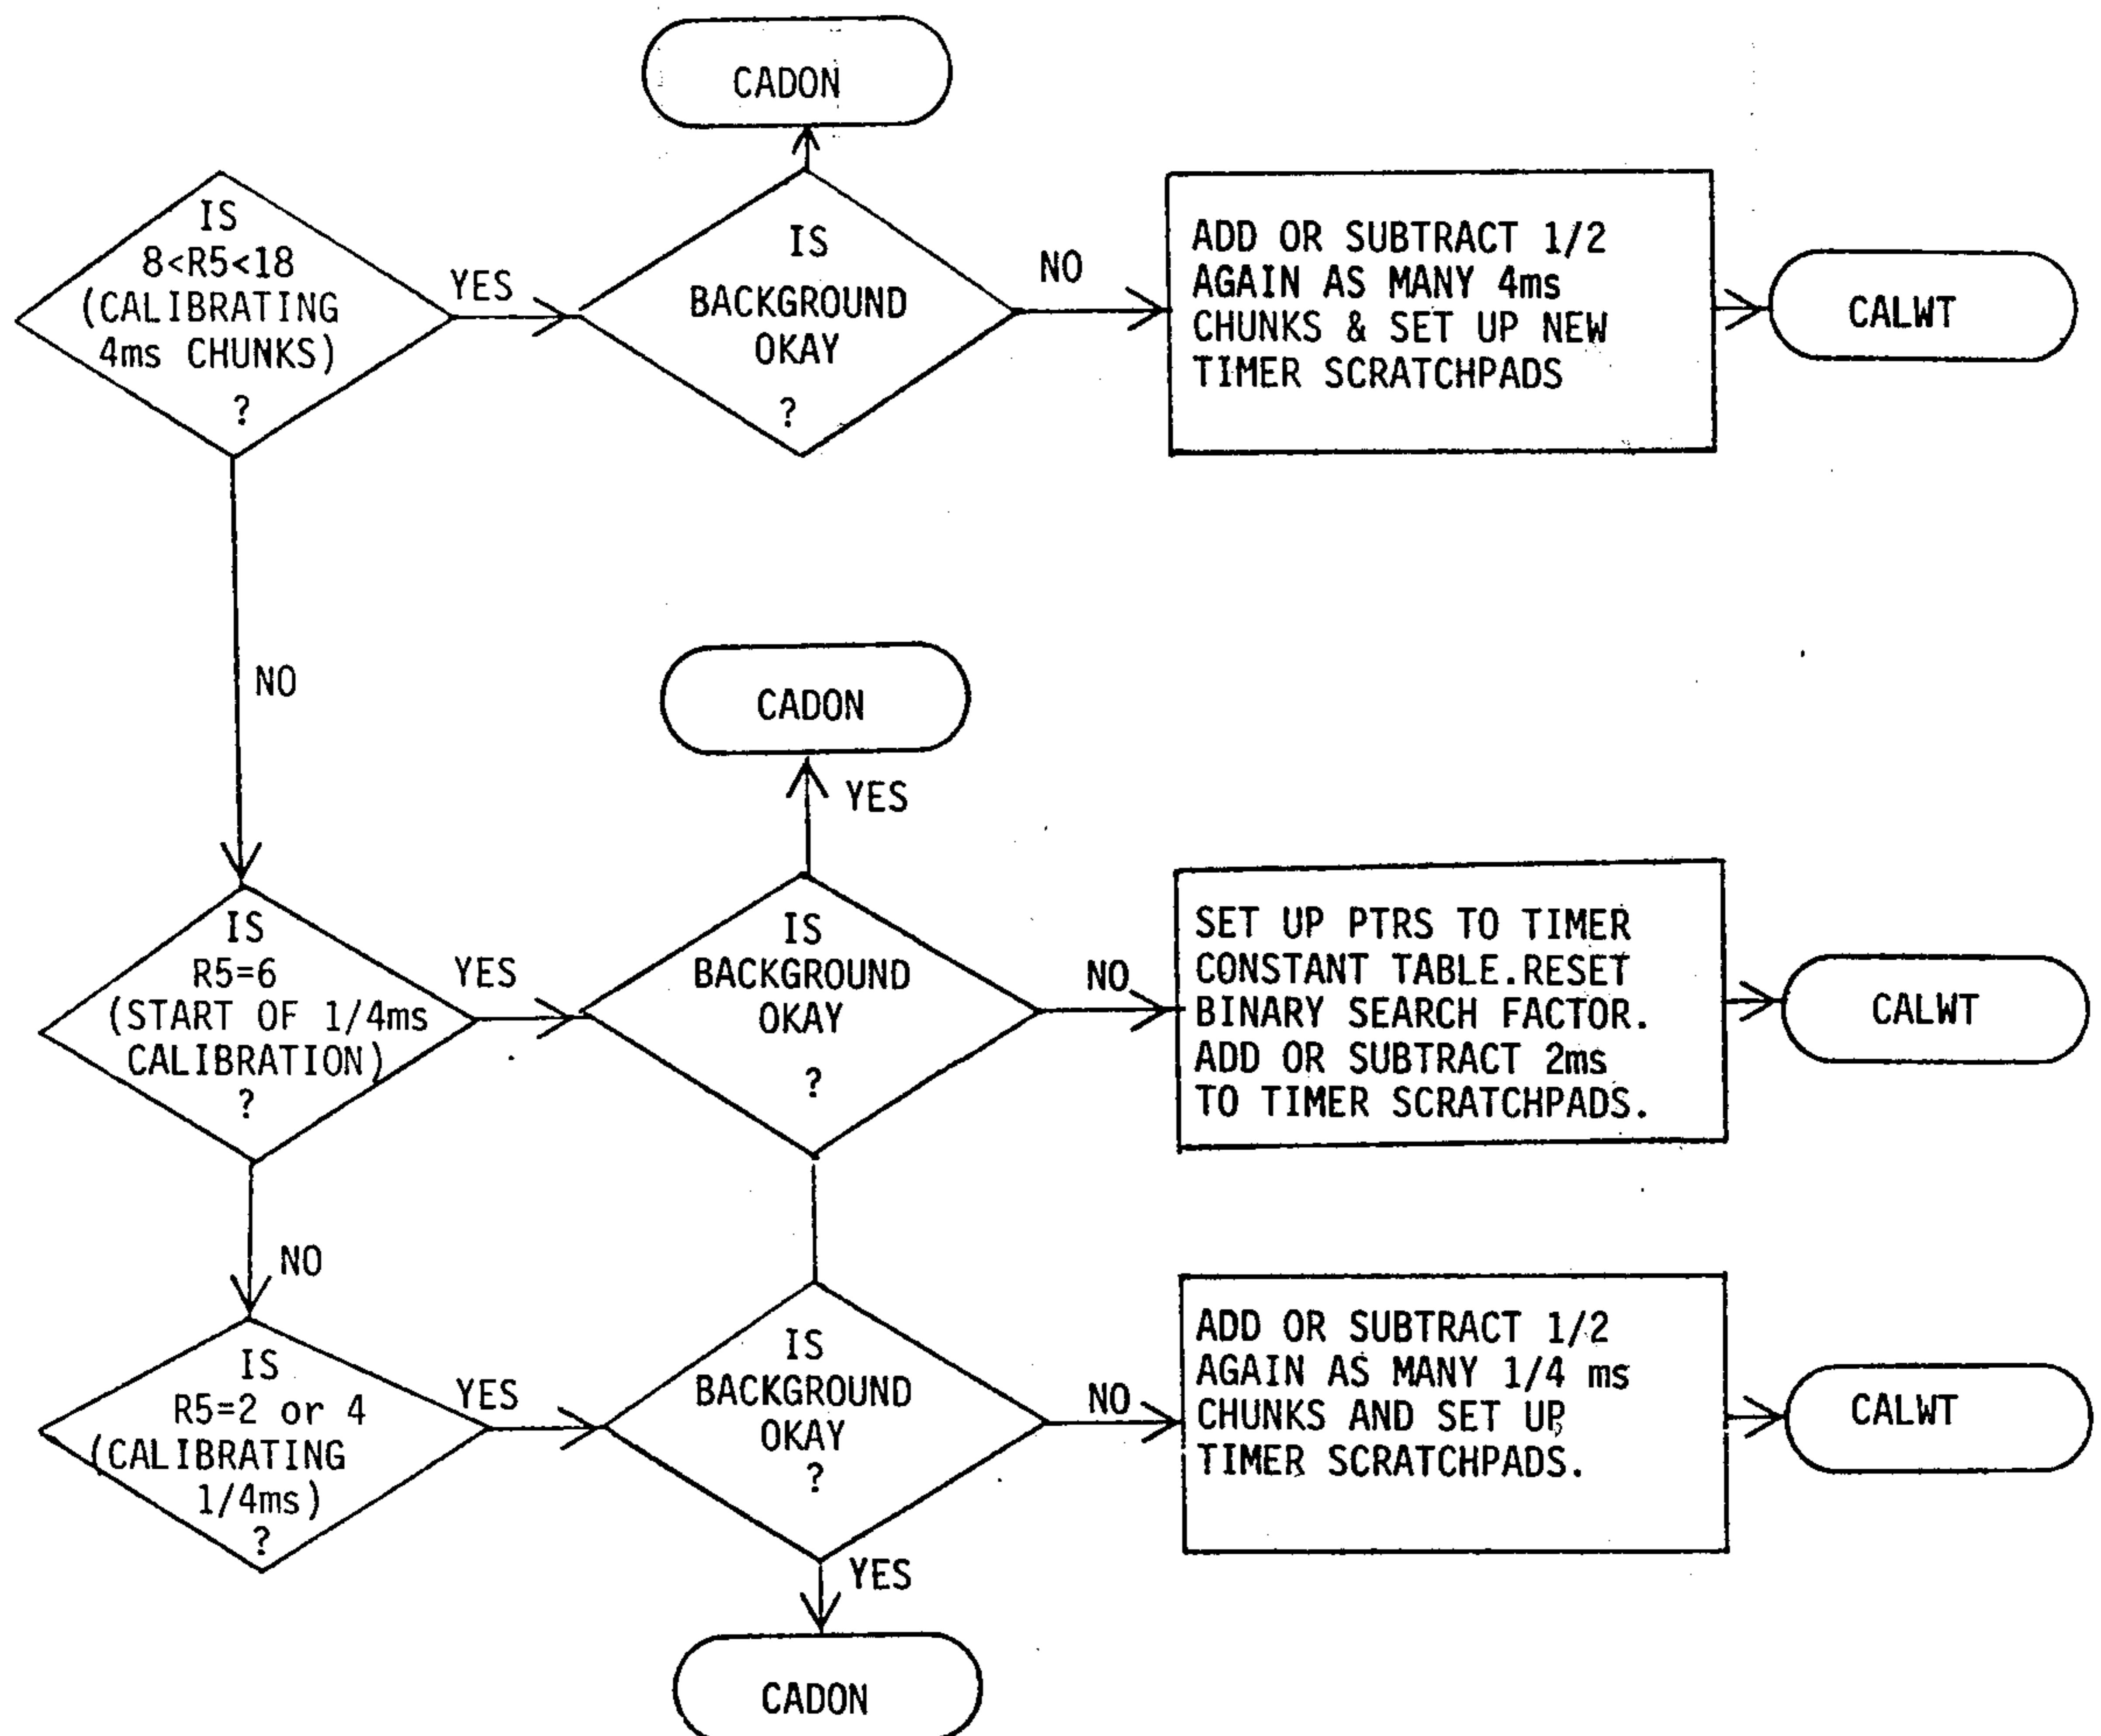 CADON
IS
8<R5<18
(CALIBRATING
4ms CHUNKS)
?
YES
IS
BACKGROUND
OKAY
?
NO
ADD OR SUBTRACT 1/2
AGAIN AS MANY 4ms
CHUNKS & SET UP NEW
TIMER SCRATCHPADS
CALWT
NO
CADON
YES
IS
R5=6
(START OF 1/4ms
CALIBRATION)
?
YES
IS
BACKGROUND
OKAY
?
NO
SET UP PTRS TO TIMER
CONSTANT TABLE.RESET
BINARY SEARCH FACTOR.
ADD OR SUBTRACT 2ms
TO TIMER SCRATCHPADS.
CALWT
NO
IS
R5=2 or 4
(CALIBRATING
1/4ms)
?
YES
IS
BACKGROUND
OKAY
?
NO
ADD OR SUBTRACT 1/2
AGAIN AS MANY 1/4 ms
CHUNKS AND SET UP
TIMER SCRATCHPADS.
CALWT
YES
CADON